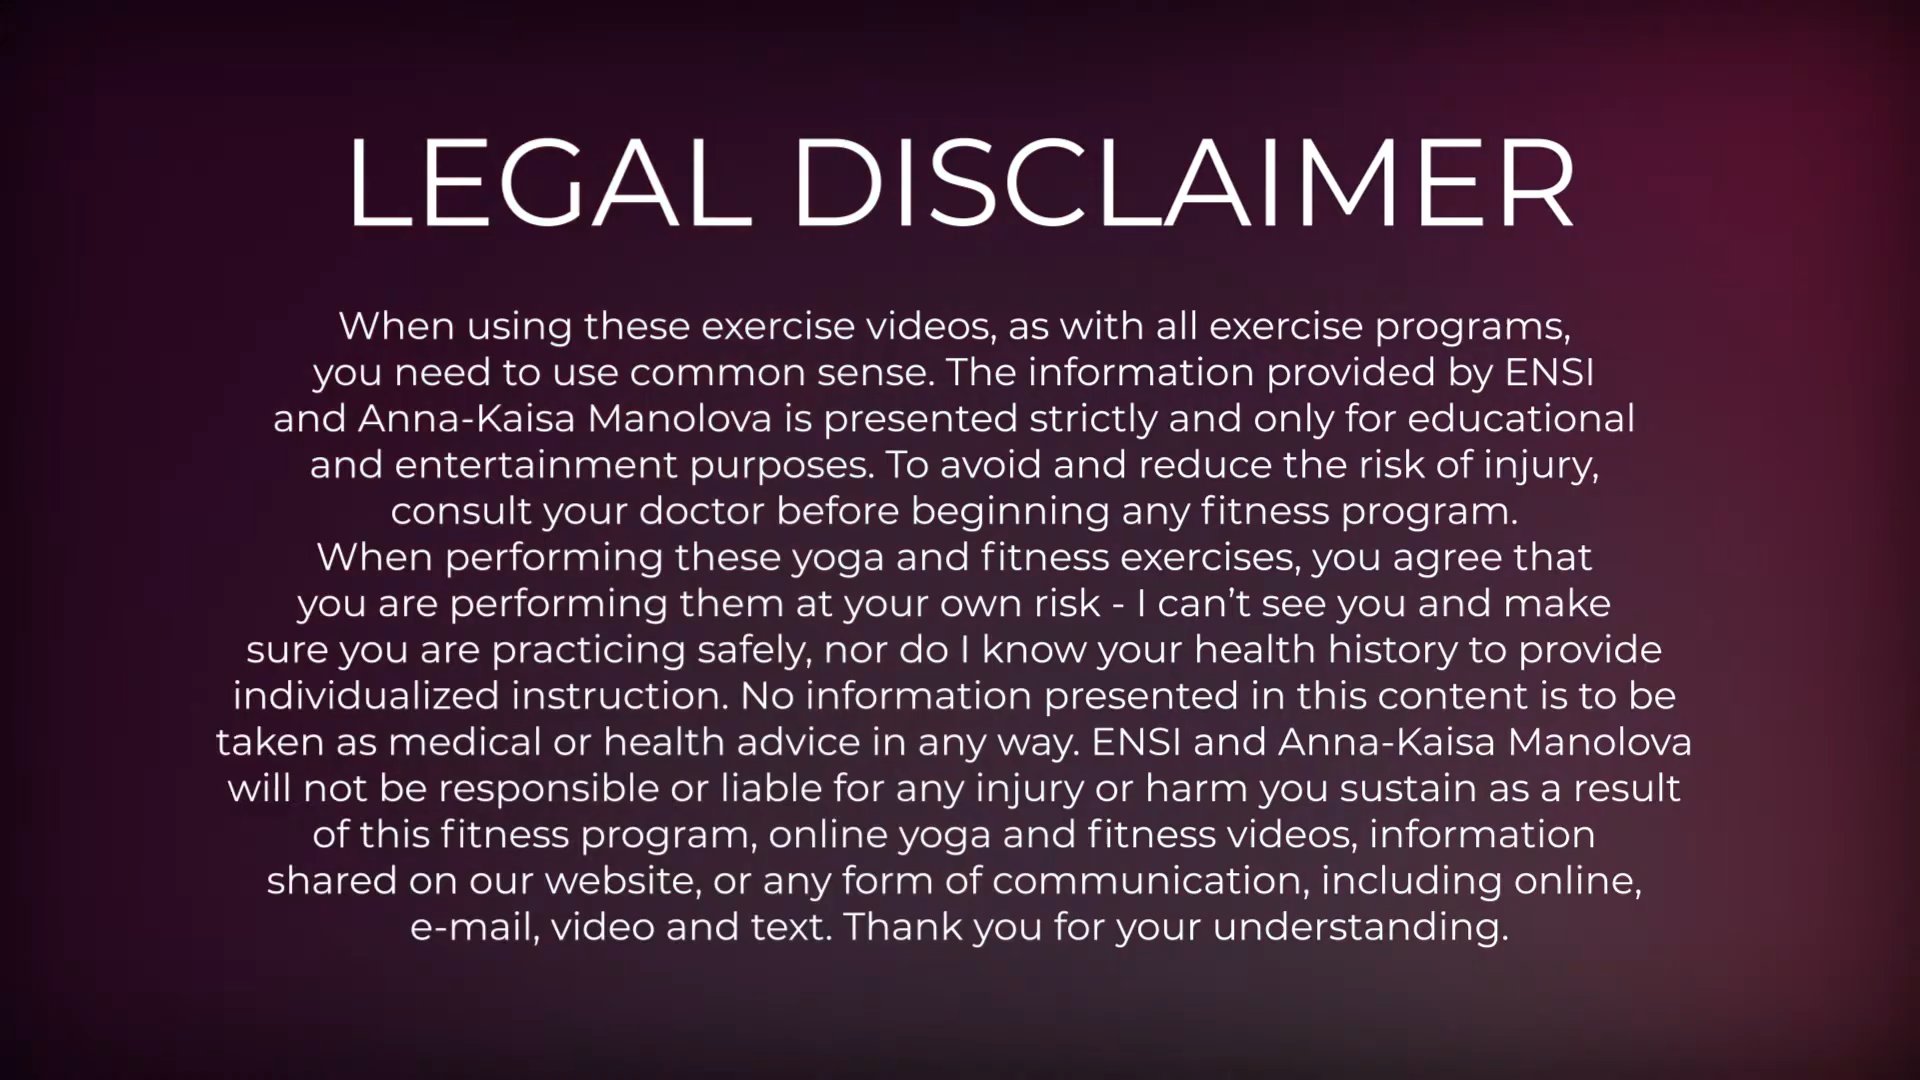 LEGAL DISCLAIMER
When using these exercise videos, as with all exercise programs,
you need to use common sense. The information provided by ENSI
and Anna-Kaisa Manolova is presented strictly and only for educational
and entertainment purposes. To avoid and reduce the risk of injury,
consult your doctor before beginning any fitness program.
When performing these yoga and fitness exercises, you agree that
you are performing them at your own risk - I can’t see you and make
sure you are practicing safely, nor do I know your health history to provide
individualized instruction. No information presented in this content is to be
taken as medical or health advice in any way. ENSI and Anna-Kaisa Manolova
will not be responsible or liable for any injury or harm you sustain as a result
of this fitness program, online yoga and fitness videos, information
shared on our website, or any form of communication, including online,
e-mail, video and text. Thank you for your understanding.